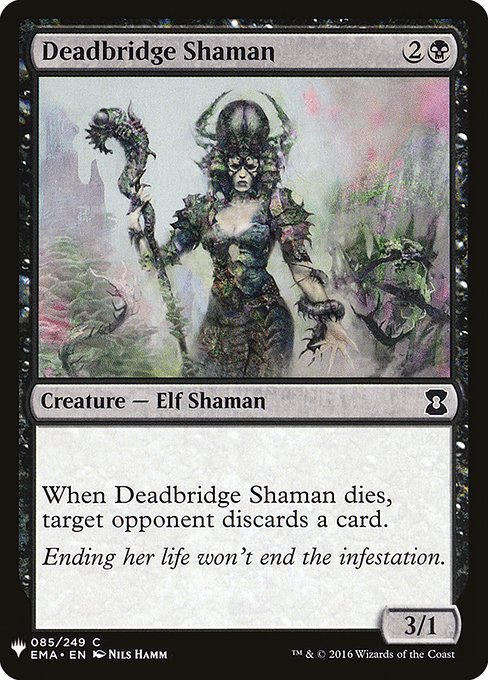 Deadbridge Shaman 2
Creature — Elf Shaman
When Deadbridge Shaman dies,
target opponent discards a card.
Ending her life won't end the infestation.
3/1
085/249 C
EMA • EN Nils Hamm
™ & © 2016 Wizards of the Coast